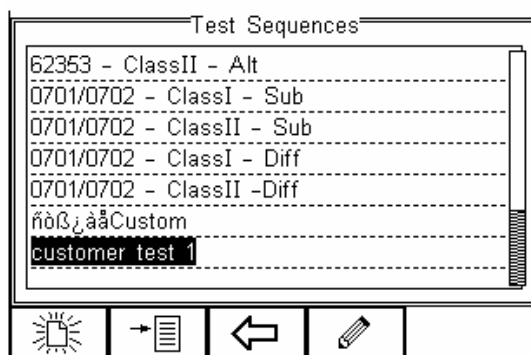 Test Sequences
62353 - ClassII - Alt
0701/0702 - ClassI - Sub
0701/0702 - ClassII - Sub
0701/0702 - ClassI - Diff
0701/0702 - ClassII -Diff
ñòß¿àåCustom
customer test 1